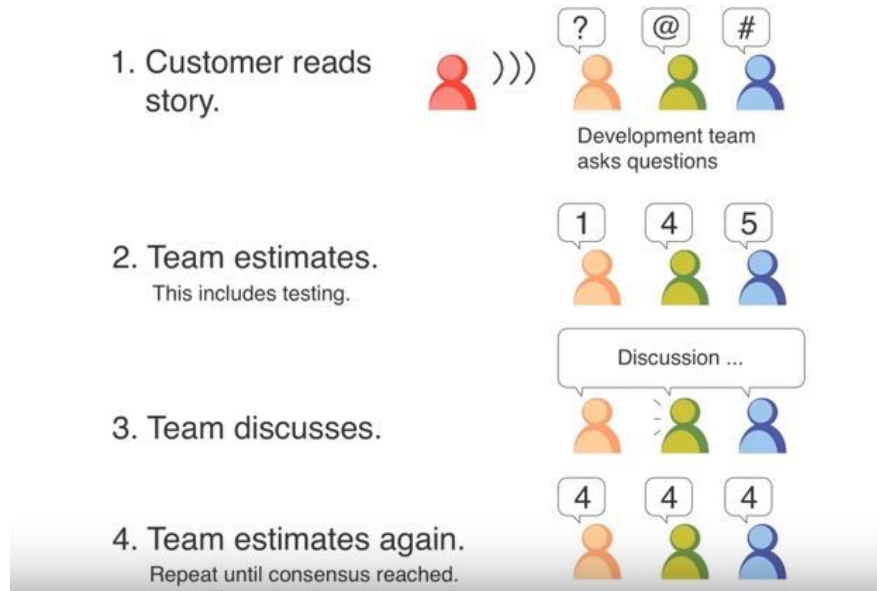 ? @ #
1. Customer reads
story.
)))
Development team
asks questions
1 4 5
2. Team estimates.
This includes testing.
Discussion ...
3. Team discusses.
4 4 4
4. Team estimates again.
Repeat until consensus reached.